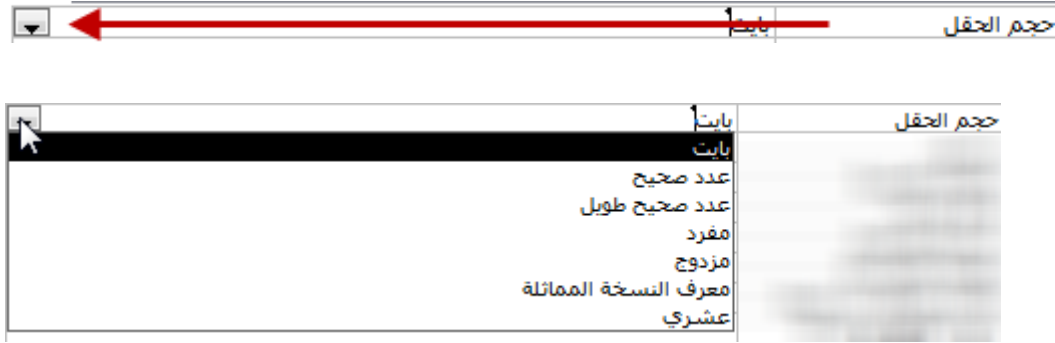 حجم الحقل بايت
حجم الحقل بايت
بايت
عدد صحيح
عدد صحيح طويل
مفرد
مزدوج
معرف النسخة المماثلة
عشري